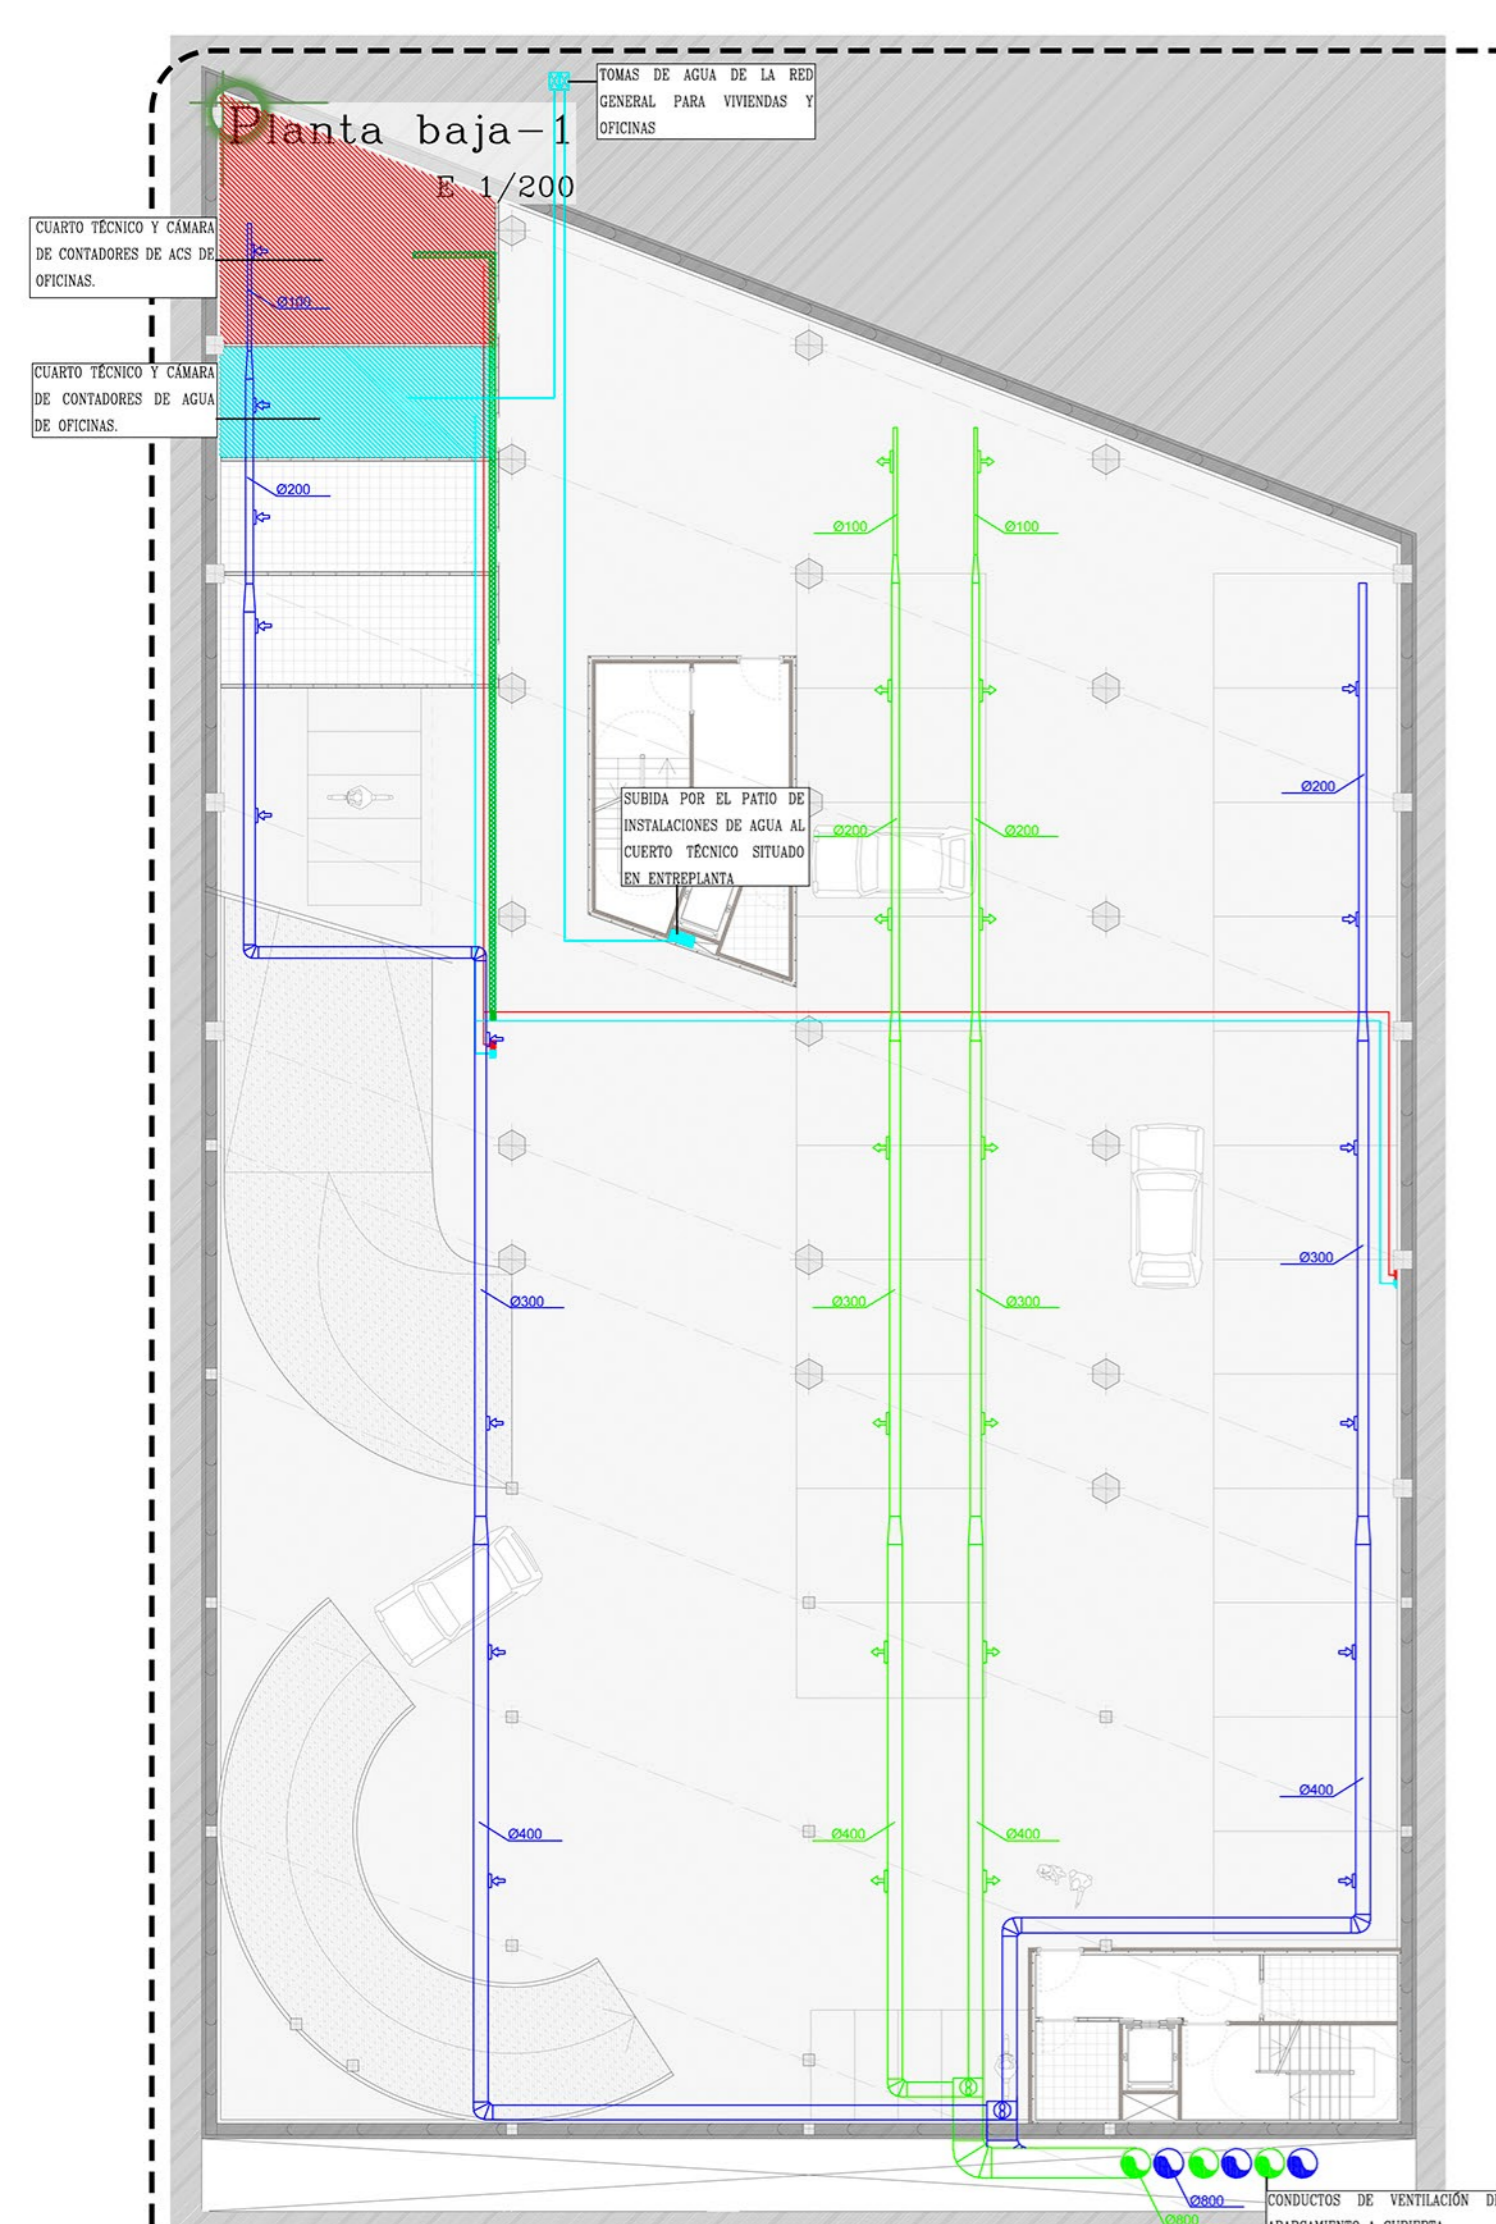 TOMAS DE AGUA DE LA RED
GENERAL PARA VIVIENDAS Y
OFICINAS
Planta baja-1
E 1/200
CUARTO TÉCNICO Y CÁMARA
DE CONTADORES DE ACS DE
OFICINAS.
Ø100
CUARTO TÉCNICO Y CÁMARA
DE CONTADORES DE AGUA
DE OFICINAS.
Ø200
Ø100
Ø100
SUBIDA POR EL PATIO DE
INSTALACIONES DE AGUA AL
CUERTO TÉCNICO SITUADO
EN ENTREPLANTA
Ø200
Ø200
Ø200
Ø300
Ø300
Ø300
Ø300
Ø400
Ø400
Ø400
Ø400
Ø800
Ø800
CONDUCTOS DE VENTILACIÓN